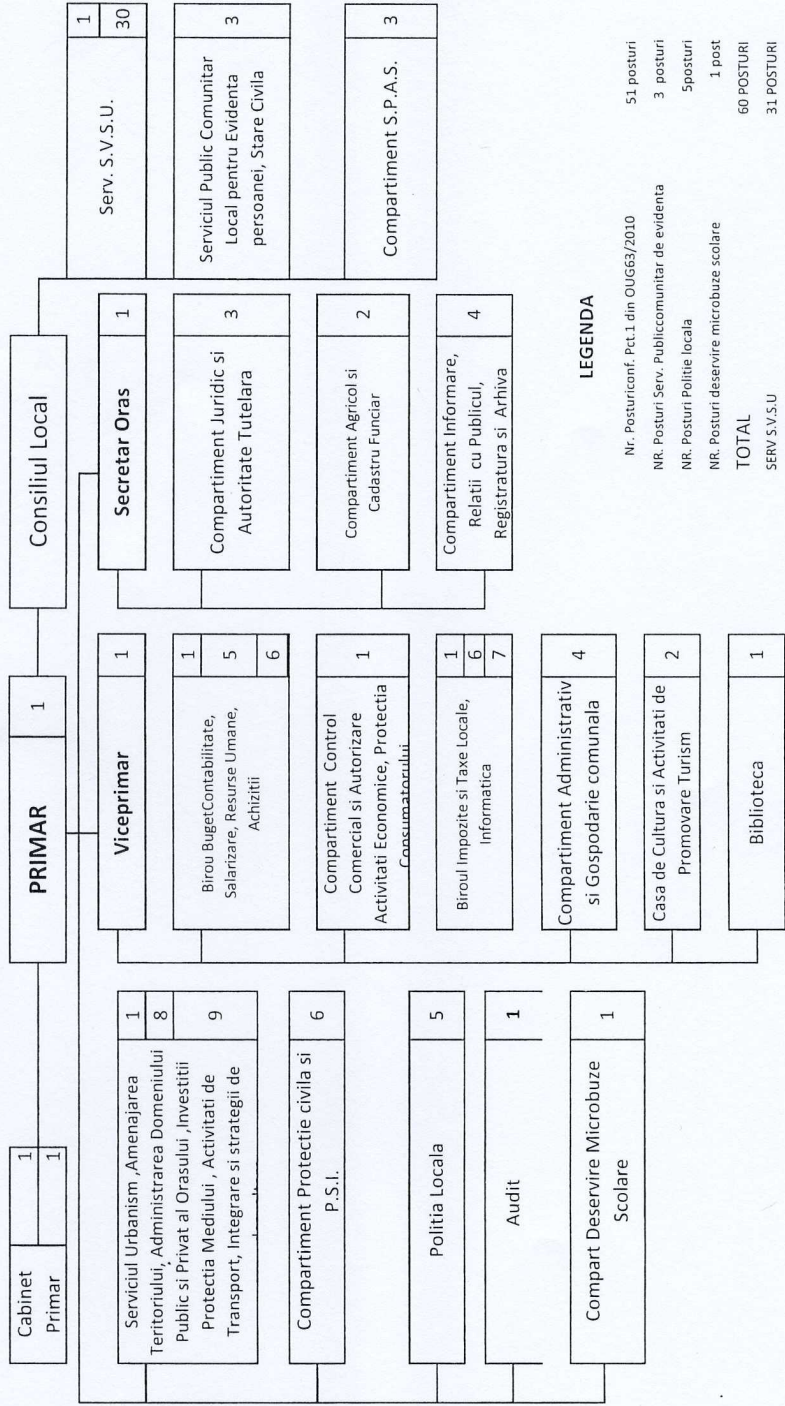 Cabinet
Primar
1
1
PRIMAR
1
Consiliul Local
Serviciul Urbanism ,Amenajarea
Teritoriului, Administrarea Domeniului
Public si Privat al Orasului ,Investitii
Protectia Mediului , Activitati de
Transport, Integrare si strategii de
1
8
9
Compartiment Protectie civila si
P.S.I.
6
Politia Locala
5
Audit
1
Compart Deservire Microbuze
Scolare
1
Viceprimar
1
Birou BugetContabilitate,
Salarizare, Resurse Umane,
Achizitii
1
5
6
Compartiment Control
Comercial si Autorizare
Activitati Economice, Protectia
Consumatorului
1
Biroul Impozite si Taxe Locale,
Informatica
1
6
7
Compartiment Administrativ
si Gospodarie comunala
4
Casa de Cultura si Activitati de
Promovare Turism
2
Biblioteca
1
Secretar Oras
1
Compartiment Juridic si
Autoritate Tutelara
3
Compartiment Agricol si
Cadastru Funciar
2
Compartiment Informare,
Relatii cu Publicul,
Registratura si Arhiva
4
Serv. S.V.S.U.
1
30
Serviciul Public Comunitar
Local pentru Evidenta
persoanei, Stare Civila
3
Compartiment S.P.A.S.
3
LEGENDA
Nr. Posturiconf. Pct.1 din OUG63/2010 51 posturi
NR. Posturi Serv. Publiccomunitar de evidenta 3 posturi
NR. Posturi Politie locala 5posturi
NR. Posturi deservire microbuze scolare 1 post
TOTAL 60 POSTURI
SERV S.V.S.U 31 POSTURI